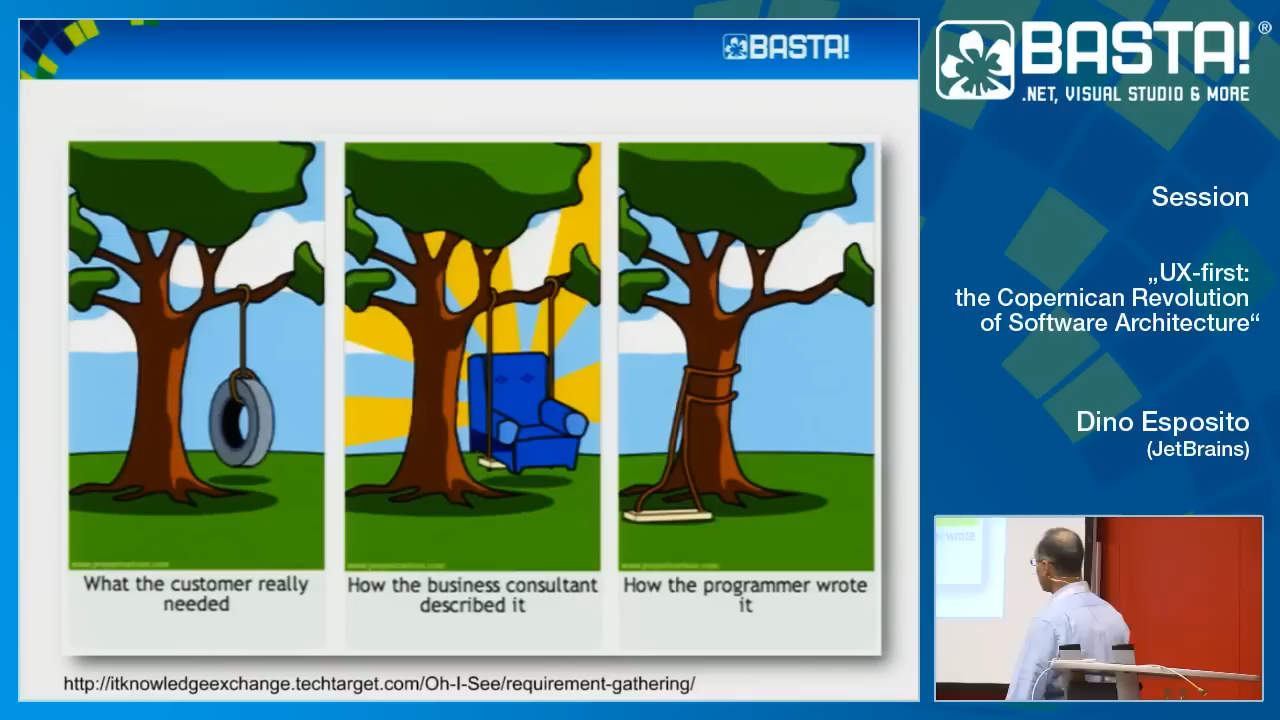 BASTA!
What the customer really
needed
How the business consultant
described it
How the programmer wrote
it
http://itknowledgeexchange.techtarget.com/Oh-I-See/requirement-gathering/
BASTA!®
.NET, VISUAL STUDIO & MORE
Session
„UX-first:
the Copernican Revolution
of Software Architecture“
Dino Esposito
(JetBrains)
wrote